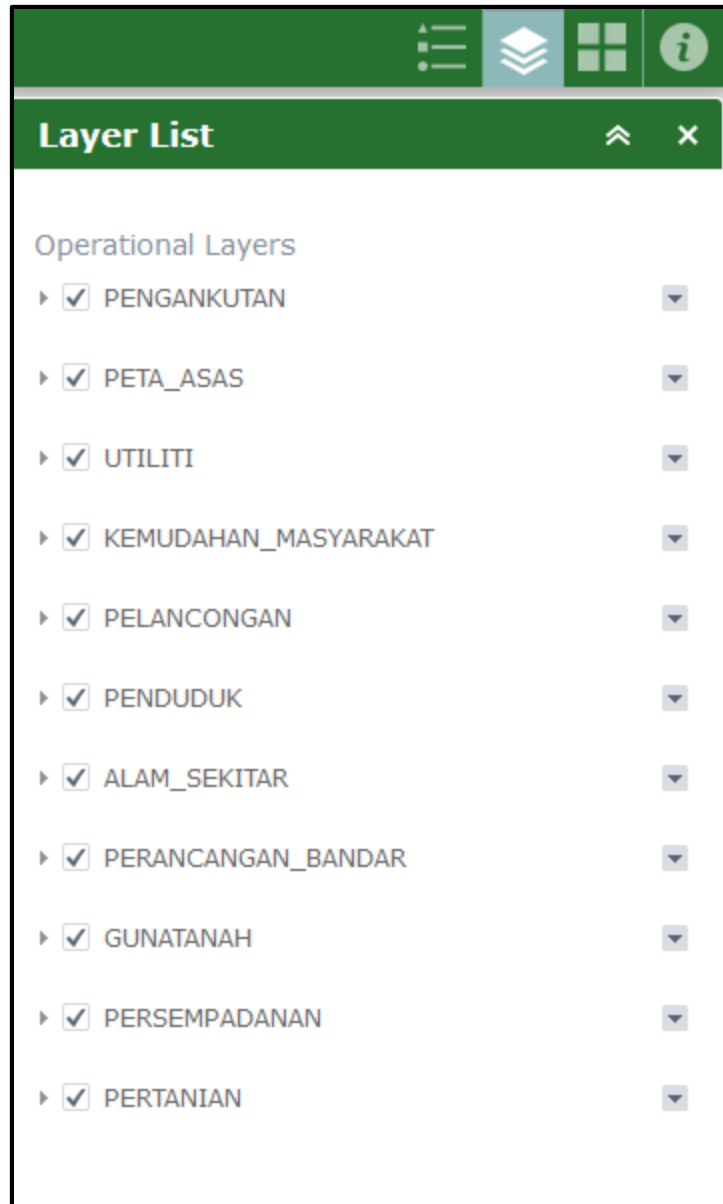 Layer List
Operational Layers
PENGANKUTAN
PETA_ASAS
UTILITI
KEMUDAHAN_MASYARAKAT
PELANCONGAN
PENDUDUK
ALAM_SEKITAR
PERANCANGAN_BANDAR
GUNATANAH
PERSEMPADANAN
PERTANIAN